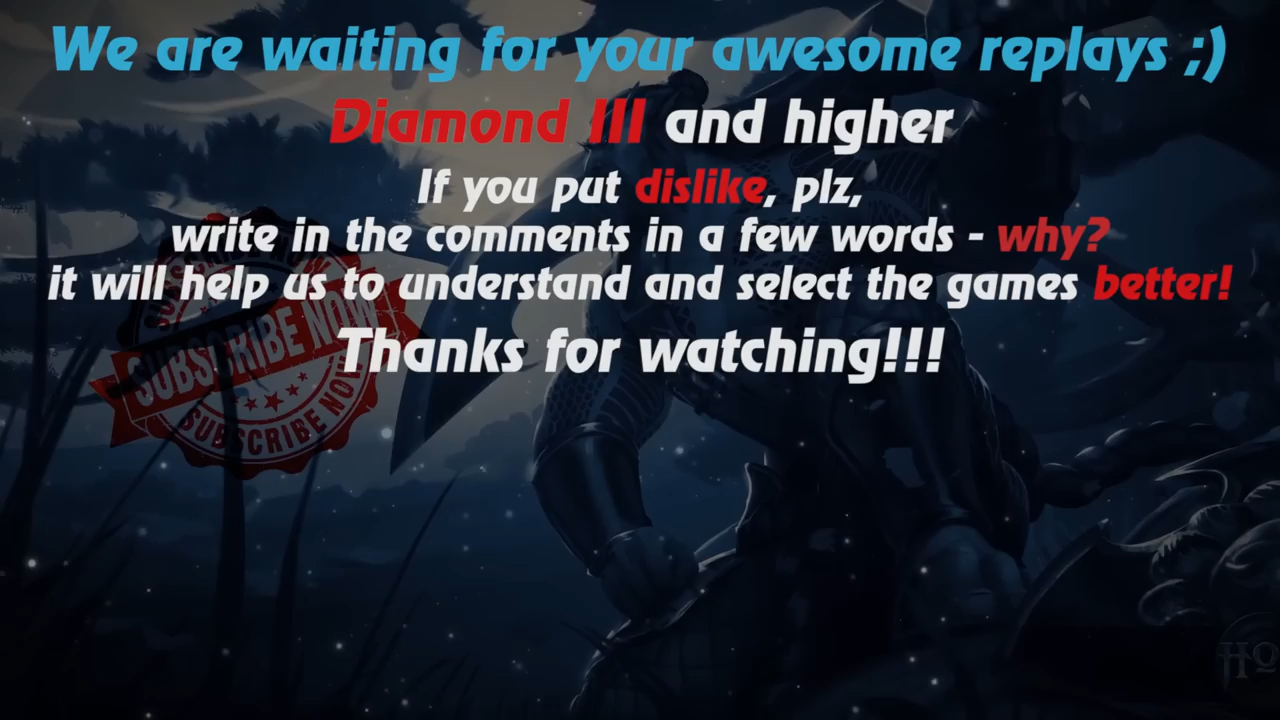 We are waiting for your awesome replays ;)
Diamond III and higher
If you put dislike, plz,
write in the comments in a few words - why?
it will help us to understand and select the games better!
SUBSCRIBE NOW
SUBSCRIBE NOW
SUBSCRIBE NOW
Thanks for watching!!!